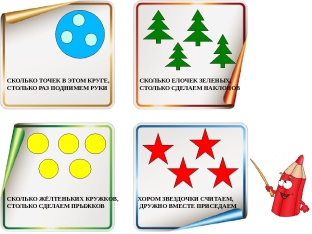 СКОЛЬКО ТОЧЕК В ЭТОМ КРУГЕ,
СТОЛЬКО РАЗ ПОДНИМЕМ РУКИ
СКОЛЬКО ЕЛОЧЕК ЗЕЛЕНЫХ,
СТОЛЬКО СДЕЛАЕМ НАКЛОНОВ
СКОЛЬКО ЖЁЛТЕНЬКИХ КРУЖКОВ,
СТОЛЬКО СДЕЛАЕМ ПРЫЖКОВ
ХОРОМ ЗВЕЗДОЧКИ СЧИТАЕМ,
ДРУЖНО ВМЕСТЕ ПРИСЕДАЕМ